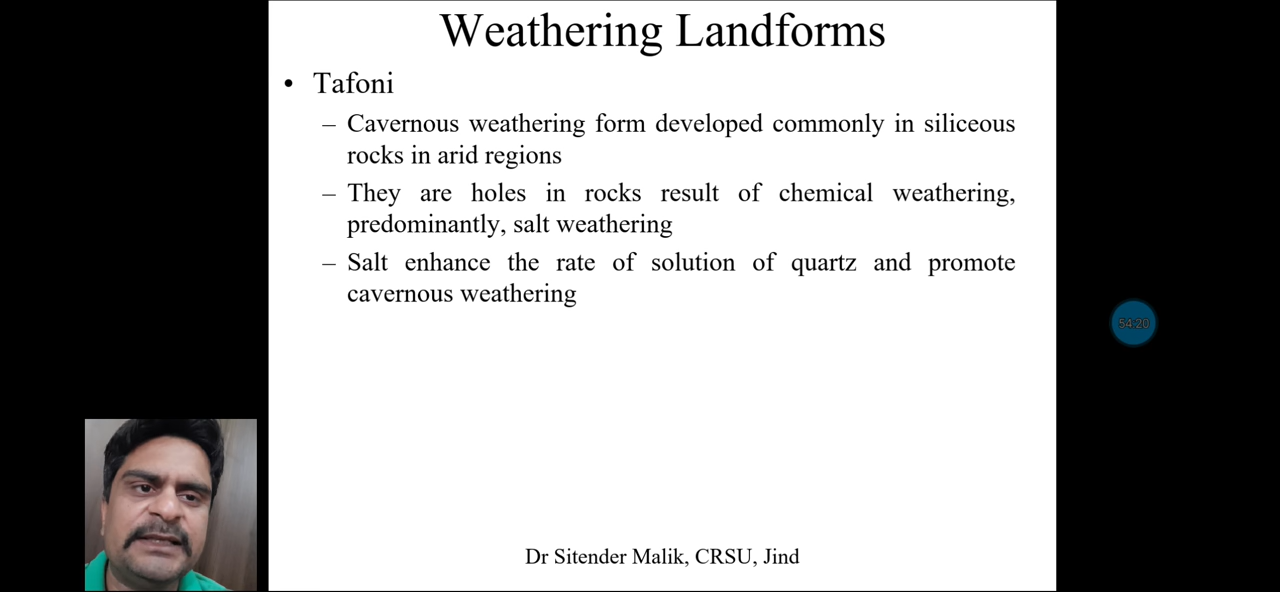 Weathering Landforms
• Tafoni
– Cavernous weathering form developed commonly in siliceous
rocks in arid regions
– They are holes in rocks result of chemical weathering,
predominantly, salt weathering
– Salt enhance the rate of solution of quartz and promote
cavernous weathering
54:20
Dr Sitender Malik, CRSU, Jind